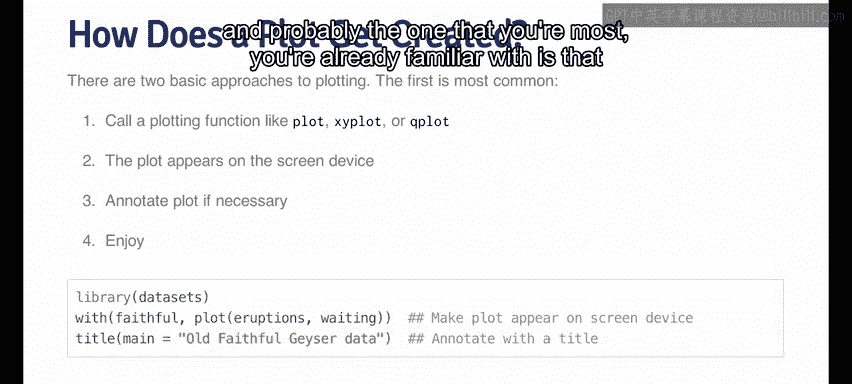 How Does a Plot Get Created?
and probably the one that you're most,
you're already familiar with is that
There are two basic approaches to plotting. The first is most common:
1. Call a plotting function like plot, xyplot, or qplot
2. The plot appears on the screen device
3. Annotate plot if necessary
4. Enjoy
library(datasets)
with(faithful, plot(eruptions, waiting)) ## Make plot appear on screen device
title(main = "Old Faithful Geyser data") ## Annotate with a title